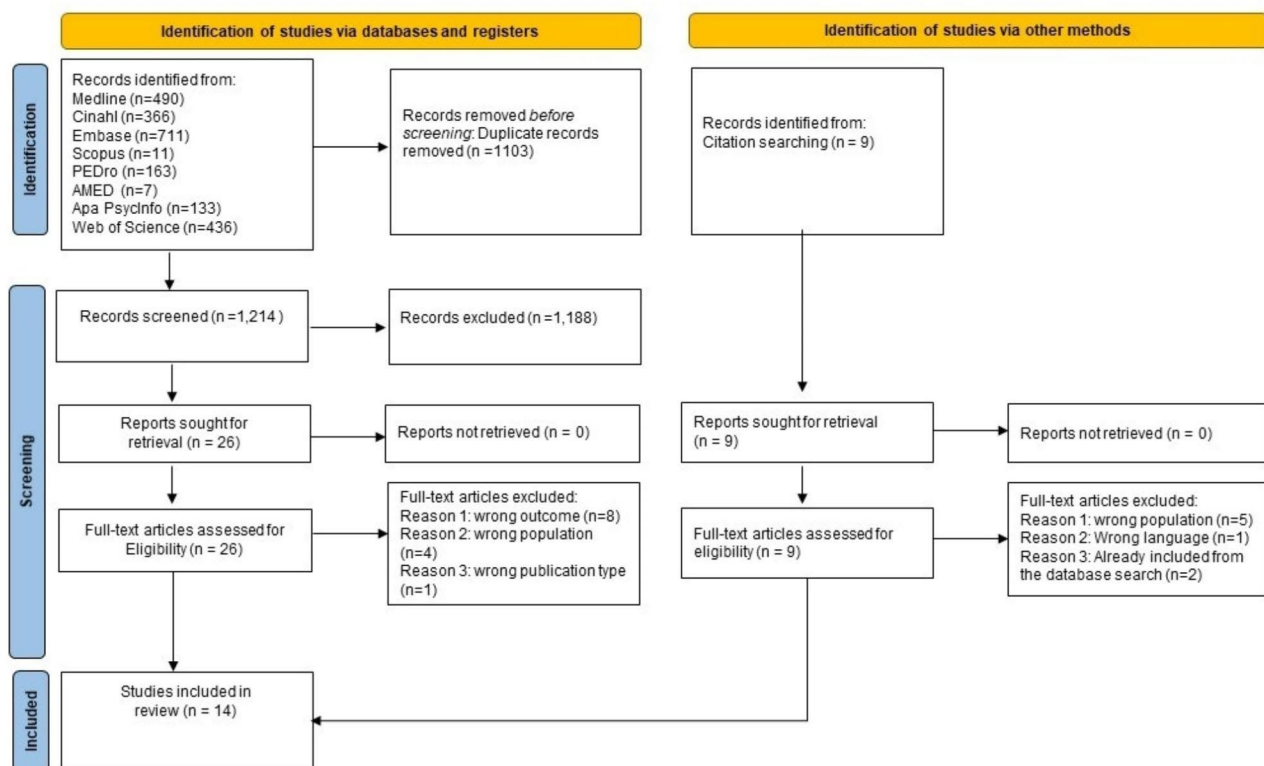 Identification of studies via databases and registers
Identification of studies via other methods
Identification
Records identified from:
Medline (n=490)
Cinahl (n=366)
Embase (n=711)
Scopus (n=11)
PEDro (n=163)
AMED (n=7)
Apa PsycInfo (n=133)
Web of Science (n=436)
Records removed before
screening: Duplicate records
removed (n =1103)
Records identified from:
Citation searching (n = 9)
Screening
Records screened (n =1,214 )
Records excluded (n =1,188)
Reports sought for
retrieval (n = 26)
Reports not retrieved (n = 0)
Reports sought for retrieval
(n = 9)
Reports not retrieved (n = 0)
Full-text articles assessed for
Eligibility (n = 26)
Full-text articles excluded:
Reason 1: wrong outcome (n=8)
Reason 2: wrong population
(n=4)
Reason 3: wrong publication type
(n=1)
Full-text articles assessed for
eligibility (n = 9)
Full-text articles excluded:
Reason 1: wrong population (n=5)
Reason 2: Wrong language (n=1)
Reason 3: Already included from
the database search (n=2)
Included
Studies included in
review (n = 14)